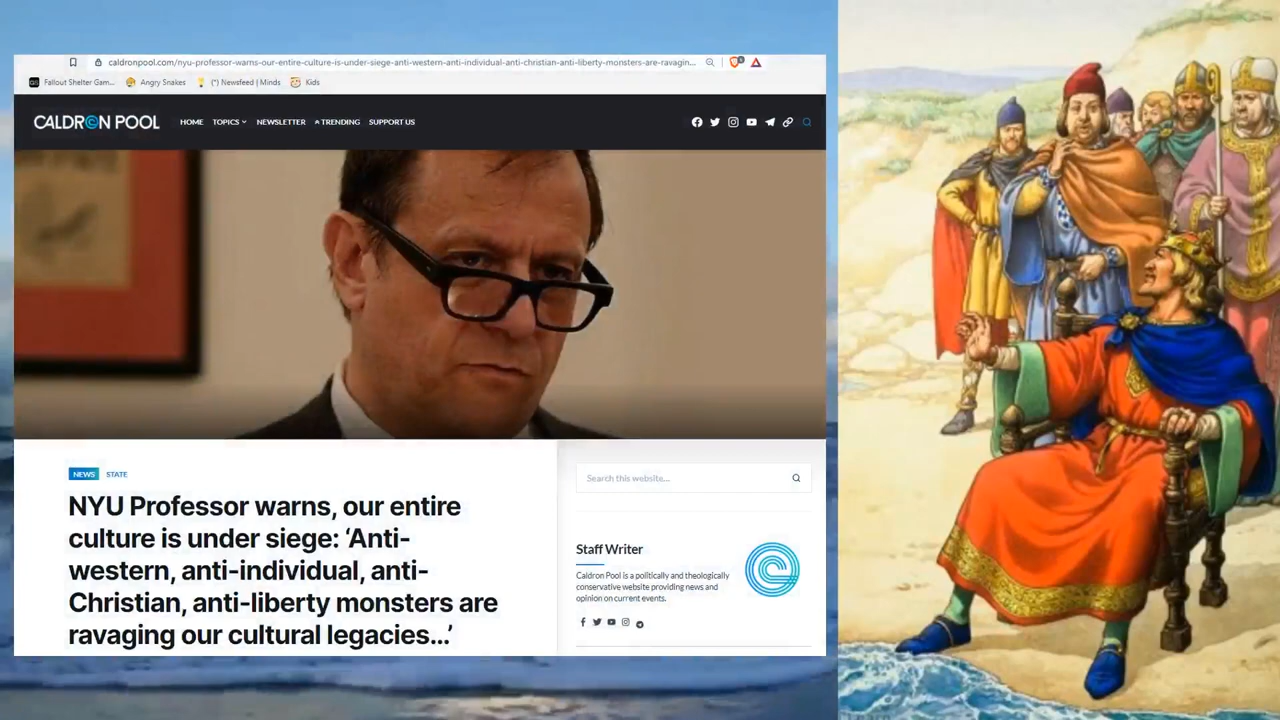 caldronpool.com/nyu-professor-warns-our-entire-culture-is-under-siege-anti-western-anti-individual-anti-christian-anti-liberty-monsters-are-ravagin...
Fallout Shelter Gam... Angry Snakes (*) Newsfeed | Minds Kids
CALDRON POOL HOME TOPICS NEWSLETTER TRENDING SUPPORT US
NEWS STATE
NYU Professor warns, our entire
culture is under siege: ‘Anti-
western, anti-individual, anti-
Christian, anti-liberty monsters are
ravaging our cultural legacies...’
Search this website...
Staff Writer
Caldron Pool is a politically and theologically
conservative website providing news and
opinion on current events.